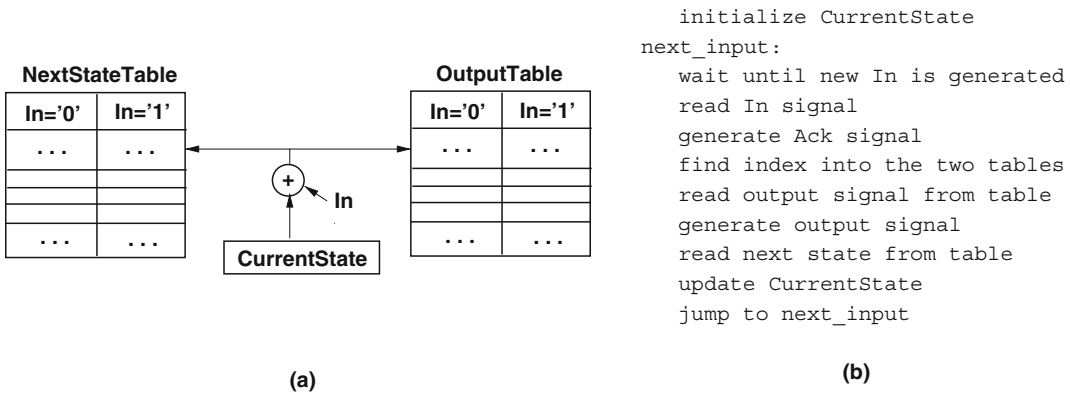 NextStateTable
In='0' In='1'
. . . . . .
. . . . . .
+
In
CurrentState
OutputTable
In='0' In='1'
. . . . . .
. . . . . .
(a)
initialize CurrentState
next_input:
wait until new In is generated
read In signal
generate Ack signal
find index into the two tables
read output signal from table
generate output signal
read next state from table
update CurrentState
jump to next_input
(b)